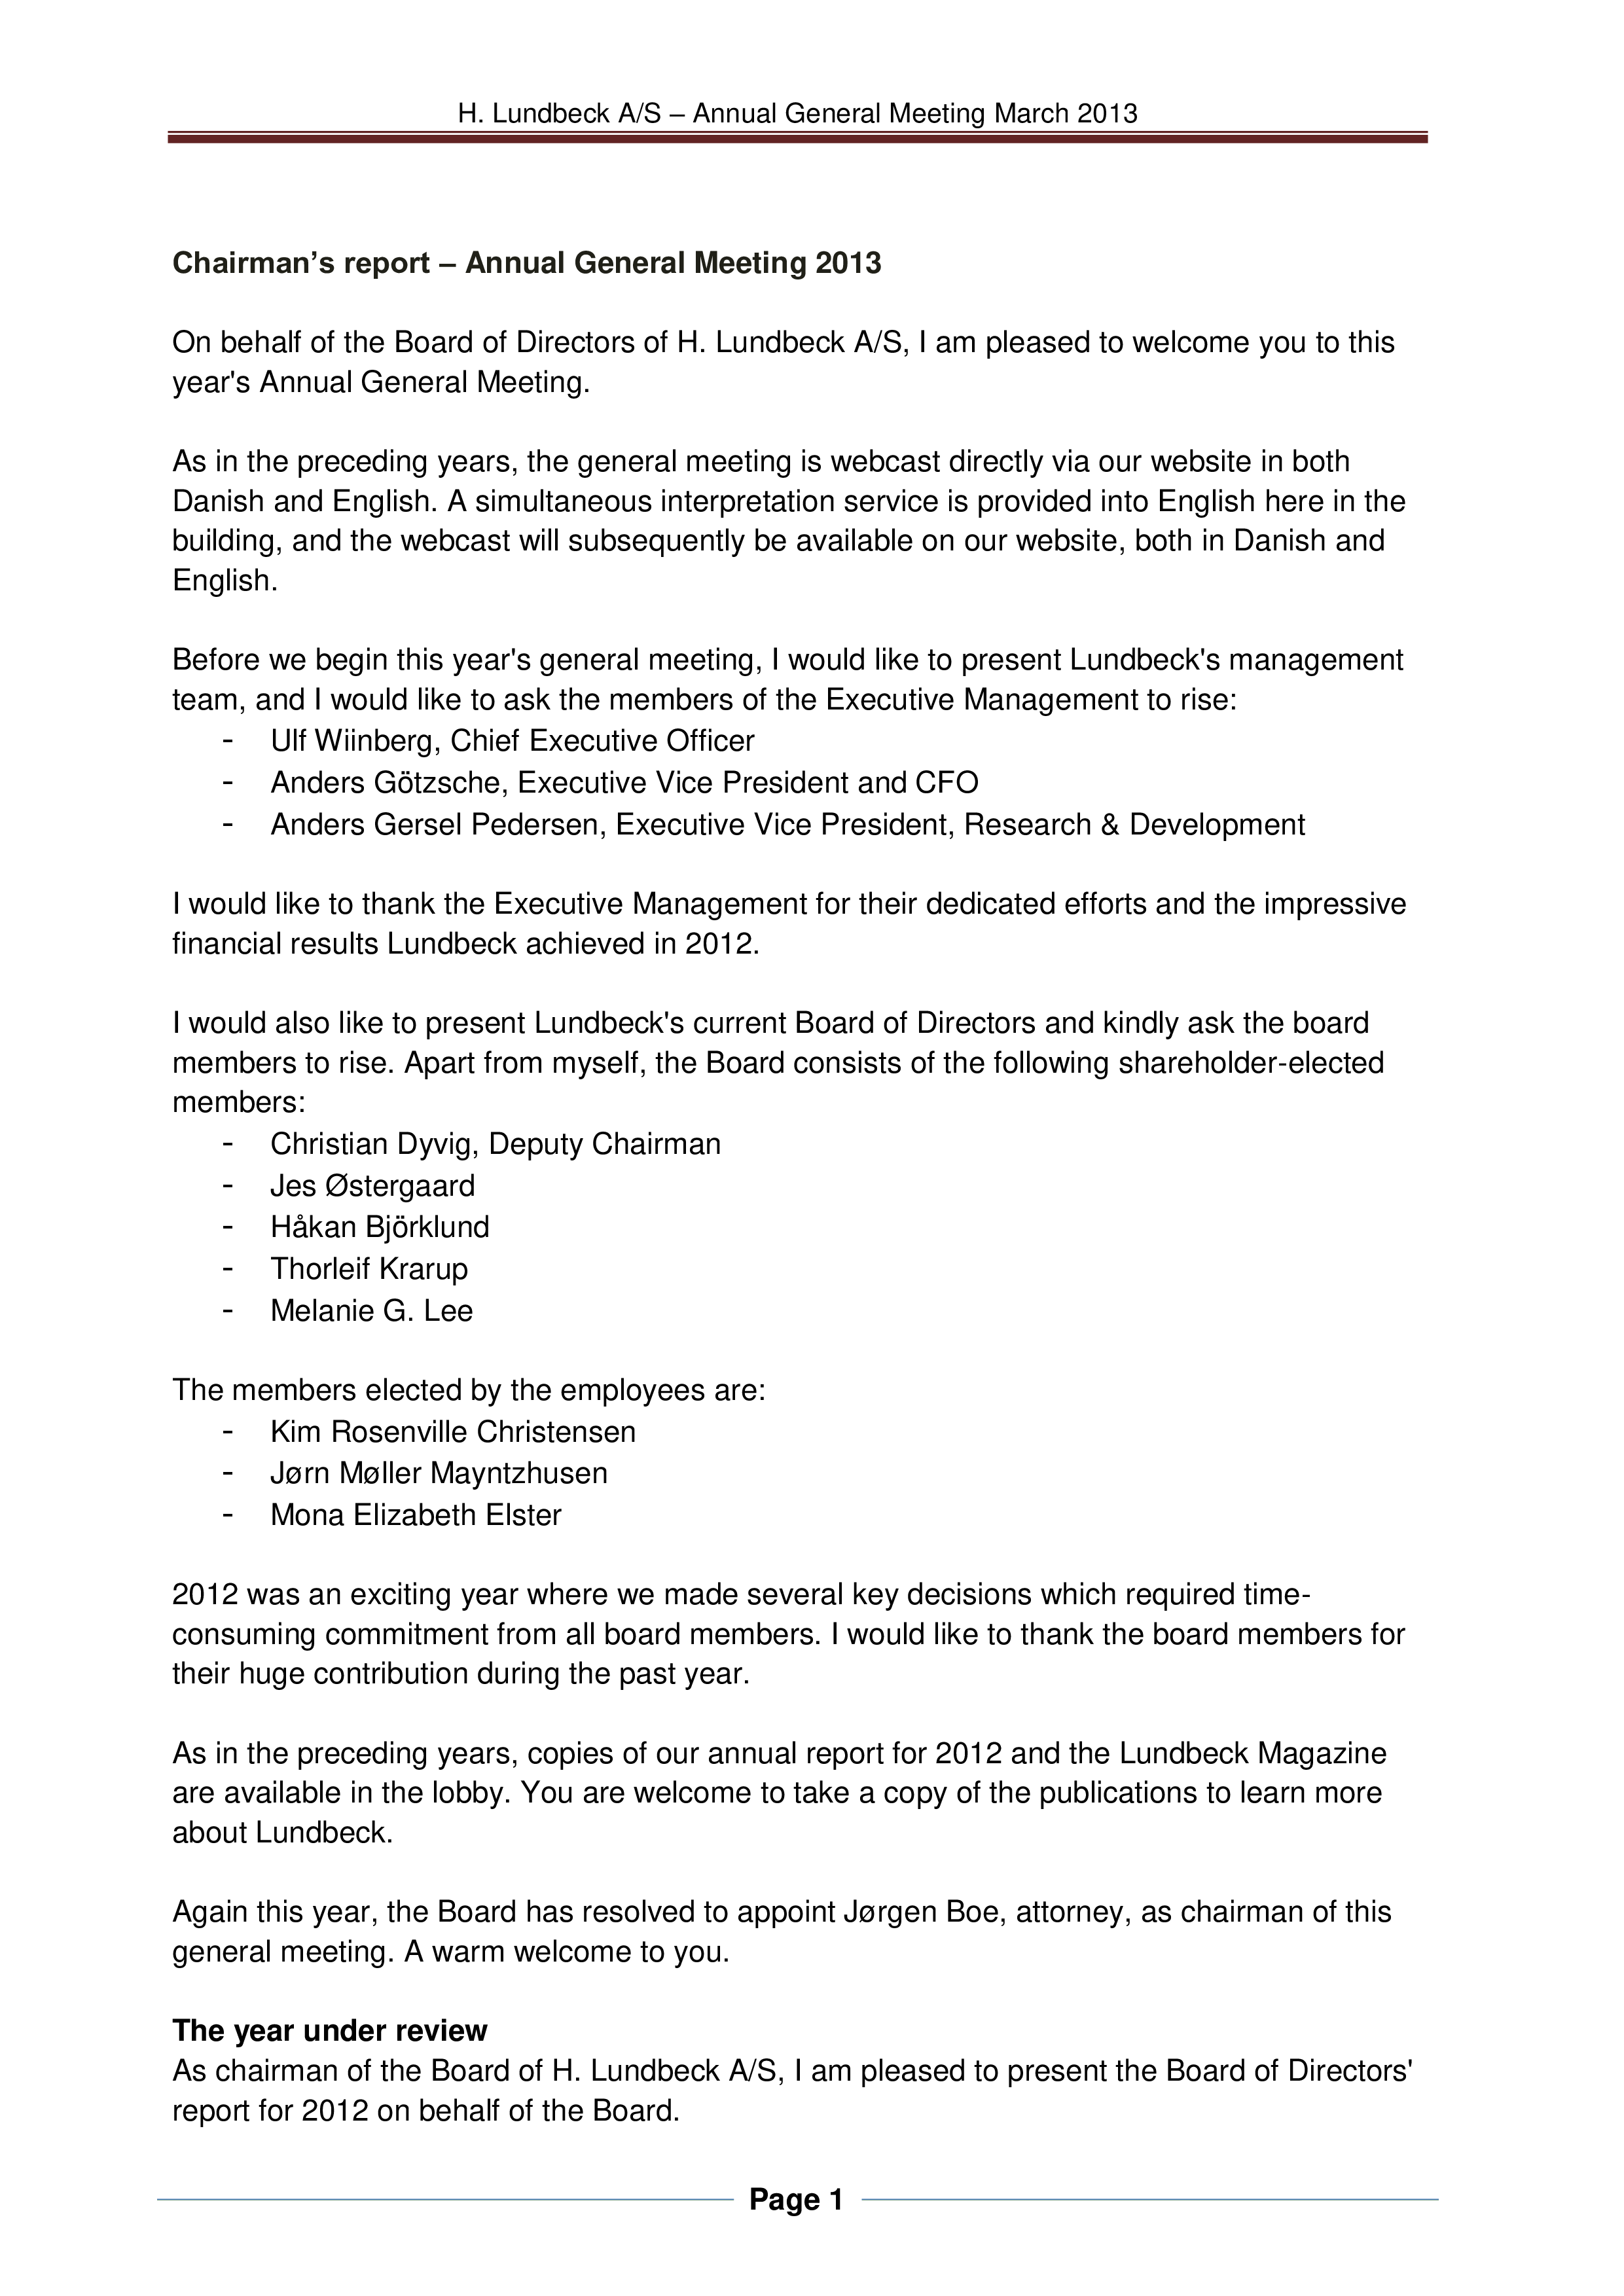 H. Lundbeck A/S – Annual General Meeting March 2013
Chairman's report – Annual General Meeting 2013
On behalf of the Board of Directors of H. Lundbeck A/S, I am pleased to welcome you to this
year's Annual General Meeting.
As in the preceding years, the general meeting is webcast directly via our website in both
Danish and English. A simultaneous interpretation service is provided into English here in the
building, and the webcast will subsequently be available on our website, both in Danish and
English.
Before we begin this year's general meeting, I would like to present Lundbeck's management
team, and I would like to ask the members of the Executive Management to rise:
- Ulf Wiinberg, Chief Executive Officer
- Anders Götzsche, Executive Vice President and CFO
- Anders Gersel Pedersen, Executive Vice President, Research & Development
I would like to thank the Executive Management for their dedicated efforts and the impressive
financial results Lundbeck achieved in 2012.
I would also like to present Lundbeck's current Board of Directors and kindly ask the board
members to rise. Apart from myself, the Board consists of the following shareholder-elected
members:
- Christian Dyvig, Deputy Chairman
- Jes Østergaard
- Håkan Björklund
- Thorleif Krarup
- Melanie G. Lee
The members elected by the employees are:
- Kim Rosenville Christensen
- Jørn Møller Mayntzhusen
- Mona Elizabeth Elster
2012 was an exciting year where we made several key decisions which required time-
consuming commitment from all board members. I would like to thank the board members for
their huge contribution during the past year.
As in the preceding years, copies of our annual report for 2012 and the Lundbeck Magazine
are available in the lobby. You are welcome to take a copy of the publications to learn more
about Lundbeck.
Again this year, the Board has resolved to appoint Jørgen Boe, attorney, as chairman of this
general meeting. A warm welcome to you.
The year under review
As chairman of the Board of H. Lundbeck A/S, I am pleased to present the Board of Directors'
report for 2012 on behalf of the Board.
Page 1